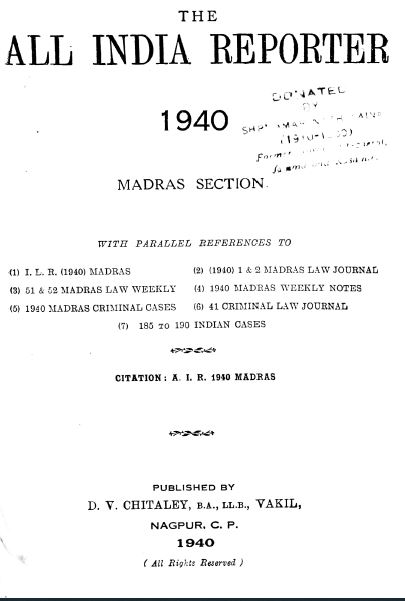 THE
ALL INDIA REPORTER
1940
DONATED
BY
MADRAS SECTION.
WITH PARALLEL REFERENCES TO
(1) I. L. R. (1940) MADRAS (2) (1940) 1 & 2 MADRAS LAW JOURNAL
(3) 51 & 52 MADRAS LAW WEEKLY (4) 1940 MADRAS WEEKLY NOTES
(5) 1940 MADRAS CRIMINAL CASES (6) 41 CRIMINAL LAW JOURNAL
(7) 185 TO 190 INDIAN CASES
CITATION : A. I. R. 1940 MADRAS
PUBLISHED BY
D. V. CHITALEY, B.A., LL.B., VAKIL,
NAGPUR, C. P.
1940
( All Rights Reserved )